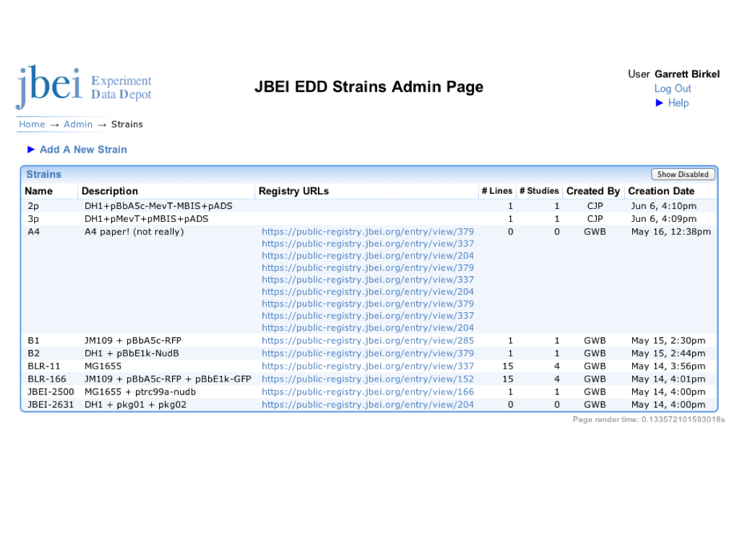 jbei Experiment Data Depot
JBEI EDD Strains Admin Page
User Garrett Birkel
Log Out
► Help
Home → Admin → Strains
► Add A New Strain
Strains Show Disabled
Name Description Registry URLs # Lines # Studies Created By Creation Date
2p DH1+pBbA5c-MevT-MBIS+pADS 1 1 CJP Jun 6, 4:10pm
3p DH1+pMevT+pMBIS+pADS 1 1 CJP Jun 6, 4:09pm
A4 A4 paper! (not really) https://public-registry.jbei.org/entry/view/379 0 0 GWB May 16, 12:38pm
https://public-registry.jbei.org/entry/view/337
https://public-registry.jbei.org/entry/view/204
https://public-registry.jbei.org/entry/view/379
https://public-registry.jbei.org/entry/view/337
https://public-registry.jbei.org/entry/view/204
https://public-registry.jbei.org/entry/view/379
https://public-registry.jbei.org/entry/view/337
https://public-registry.jbei.org/entry/view/204
B1 JM109 + pBbA5c-RFP https://public-registry.jbei.org/entry/view/285 1 1 GWB May 15, 2:30pm
B2 DH1 + pBbE1k-NudB https://public-registry.jbei.org/entry/view/379 1 1 GWB May 15, 2:44pm
BLR-11 MG1655 https://public-registry.jbei.org/entry/view/337 15 4 GWB May 14, 3:56pm
BLR-166 JM109 + pBbA5c-RFP + pBbE1k-GFP https://public-registry.jbei.org/entry/view/152 15 4 GWB May 14, 4:01pm
JBEI-2500 MG1655 + ptrc99a-nudb https://public-registry.jbei.org/entry/view/166 1 1 GWB May 14, 4:00pm
JBEI-2631 DH1 + pkg01 + pkg02 https://public-registry.jbei.org/entry/view/204 0 0 GWB May 14, 4:00pm
Page render time: 0.133572101593018s